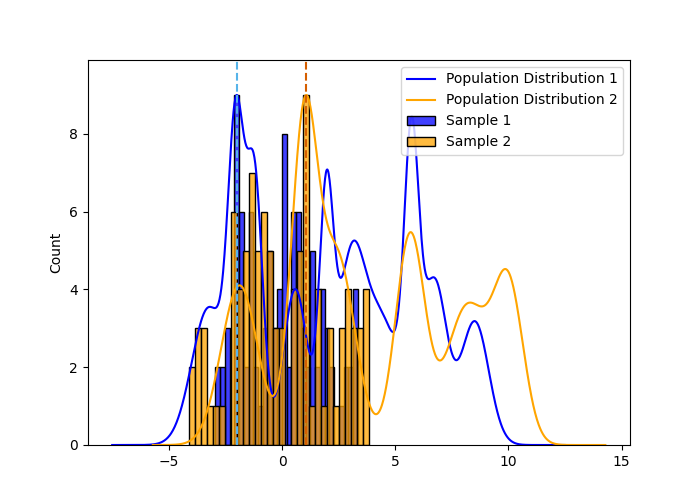 Population Distribution 1
Population Distribution 2
Sample 1
Sample 2
Count
8
6
4
2
0
−5
0
5
10
15